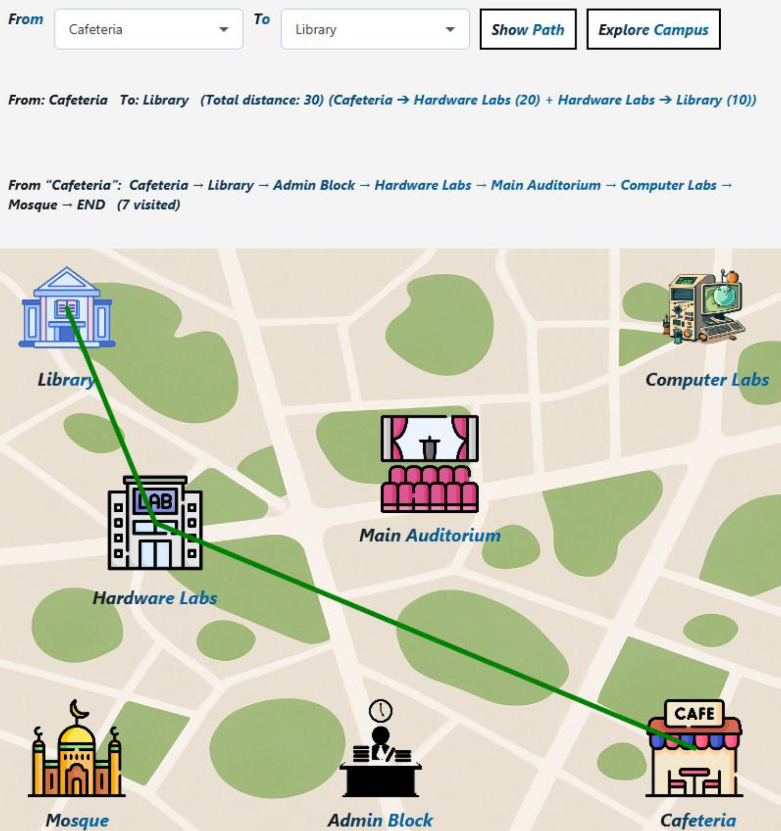 From Cafeteria To Library Show Path Explore Campus
From: Cafeteria To: Library (Total distance: 30) (Cafeteria → Hardware Labs (20) + Hardware Labs → Library (10))
From “Cafeteria”: Cafeteria → Library → Admin Block → Hardware Labs → Main Auditorium → Computer Labs →
Mosque → END (7 visited)
Library
Computer Labs
LAB
Main Auditorium
Hardware Labs
CAFE
Mosque
Admin Block
Cafeteria